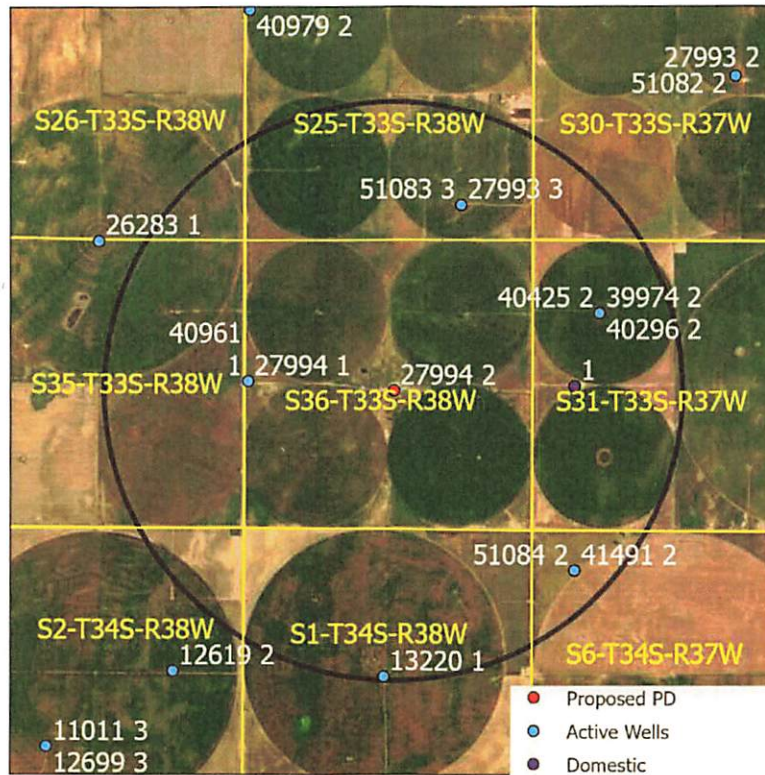 40979 2
27993 2
51082 2
S26-T33S-R38W
S25-T33S-R38W
S30-T33S-R37W
51083 3
27993 3
26283 1
40425 2
39974 2
40296 2
40961
1
27994 1
27994 2
1
S35-T33S-R38W
S36-T33S-R38W
S31-T33S-R37W
51084 2
41491 2
S2-T34S-R38W
S1-T34S-R38W
S6-T34S-R37W
12619 2
13220 1
11011 3
12699 3
Proposed PD
Active Wells
Domestic